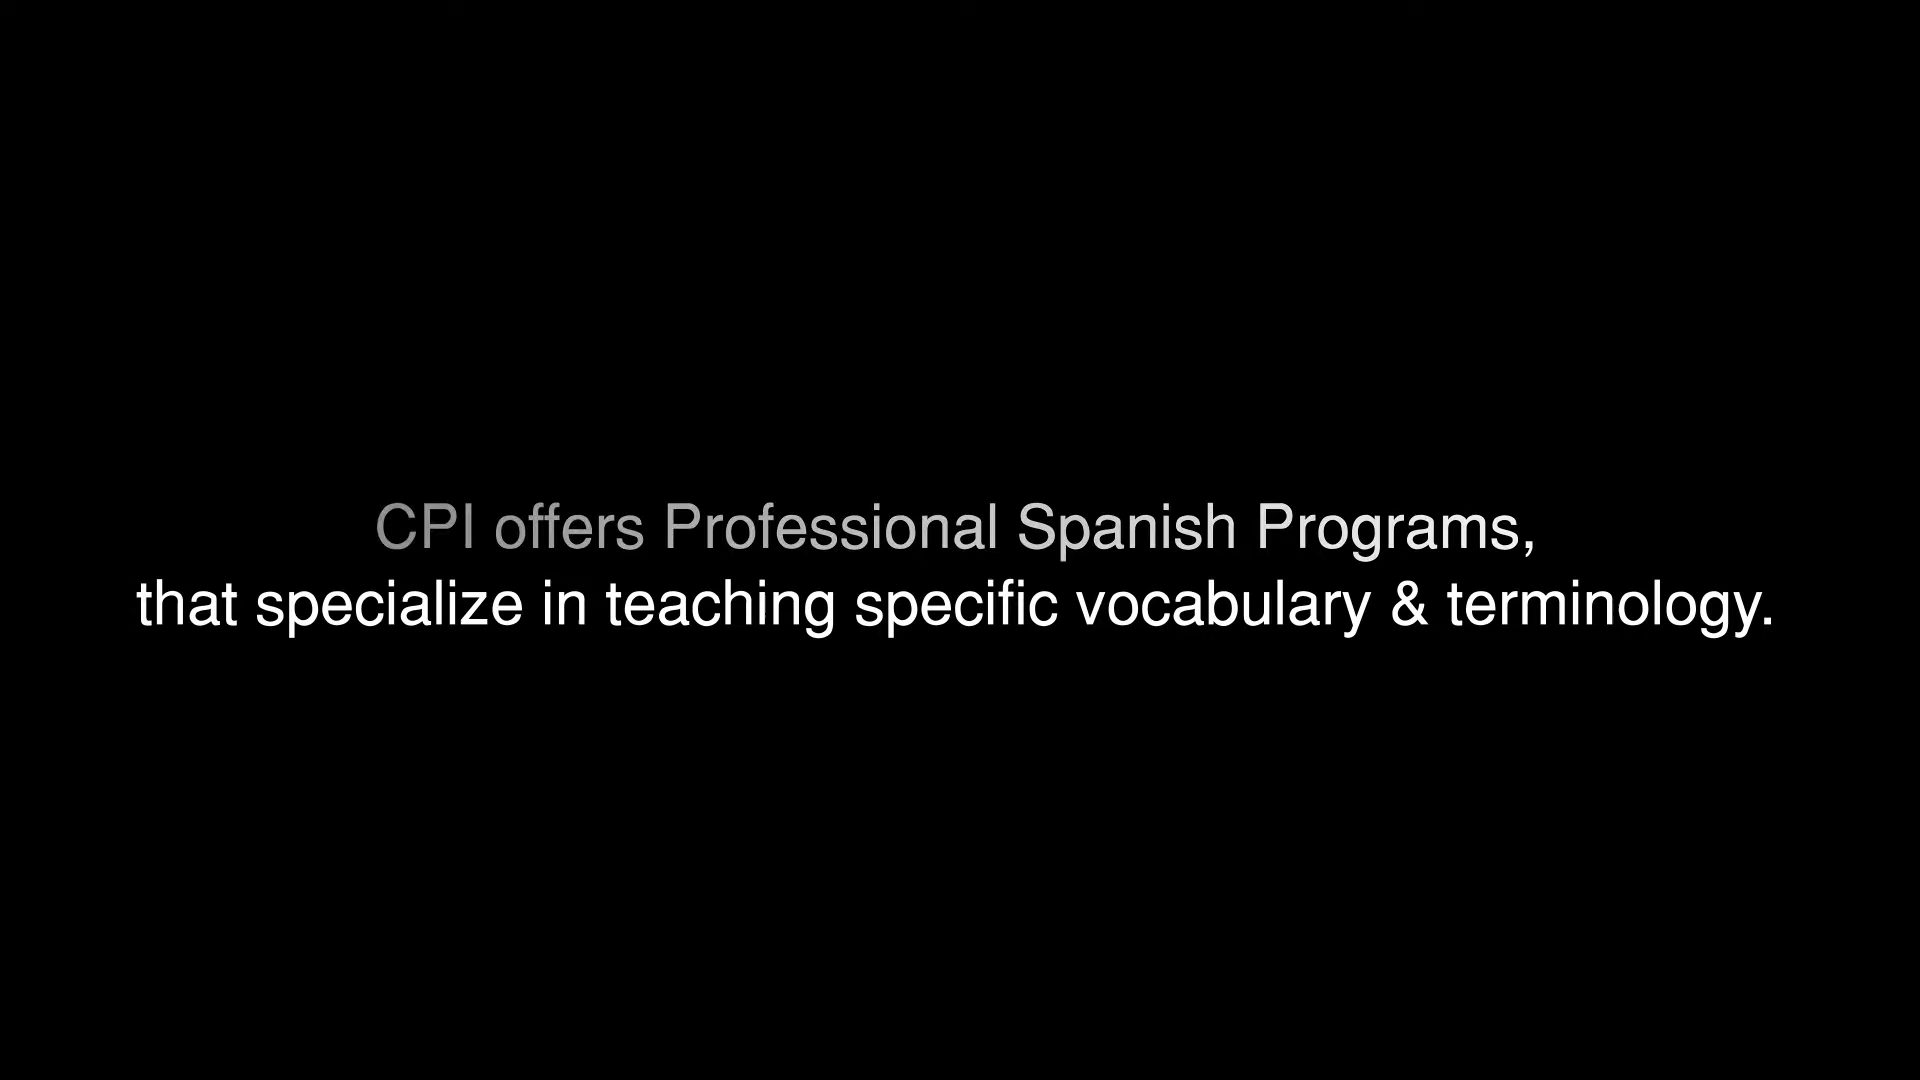 CPI offers Professional Spanish Programs,
that specialize in teaching specific vocabulary & terminology.